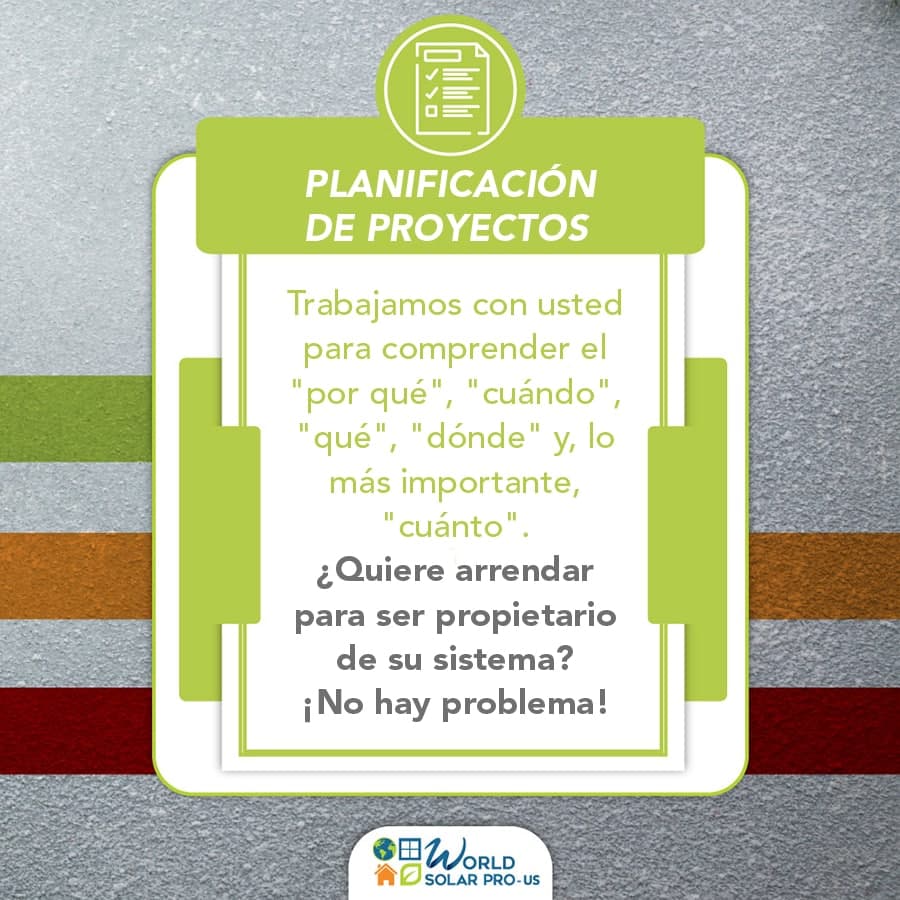 PLANIFICACIÓN
DE PROYECTOS
Trabajamos con usted
para comprender el
"por qué", "cuándo",
"qué", "dónde" y, lo
más importante,
"cuánto".
¿Quiere arrendar
para ser propietario
de su sistema?
¡No hay problema!
WORLD
SOLAR PRO-US